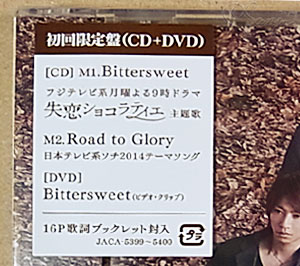 初回限定盤(CD+DVD)
[CD] M1.Bittersweet
フジテレビ系月曜よる9時ドラマ
失恋ショコラティエ 主題歌
M2.Road to Glory
日本テレビ系ソチ2014テーマソング
[DVD]
Bittersweet(ビデオ・クリップ)
16P歌詞ブックレット封入
JACA-5399〜5400
プラ